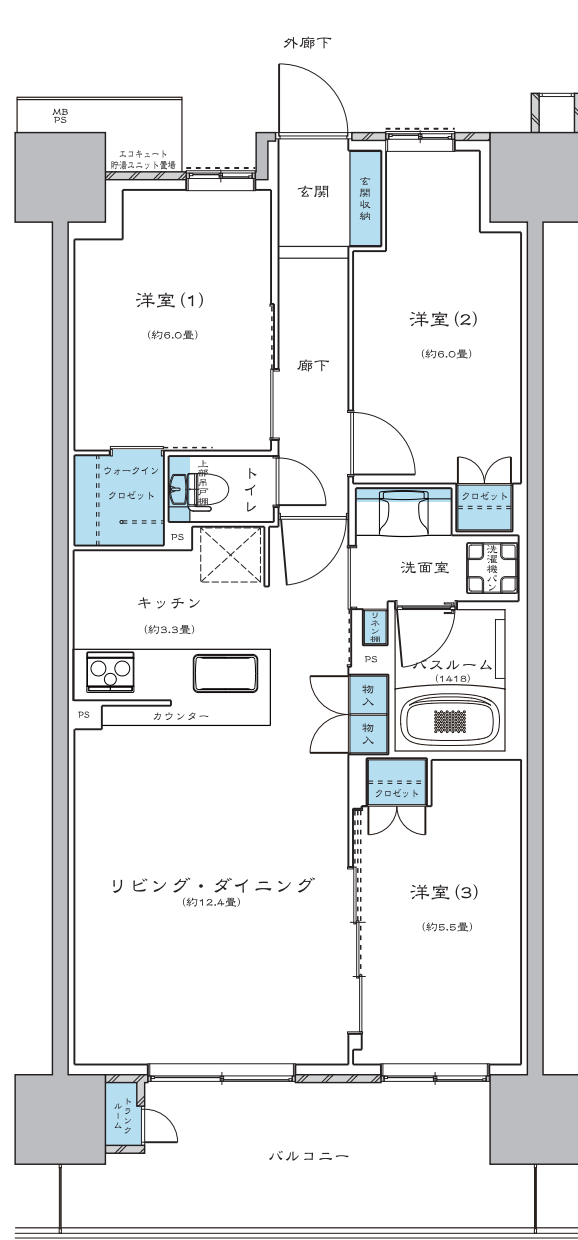 外廊下
MB
PS
エコキュート
貯湯ユニット置場
玄関
玄関収納
洋室(1)
(約6.0畳)
洋室(2)
(約6.0畳)
廊下
ウォークイン
クロゼット
上部吊戸棚
トイレ
クロゼット
PS
洗面室
洗濯機パン
キッチン
(約3.3畳)
リネン棚
PS
バスルーム
(1418)
物入
物入
PS
カウンター
クロゼット
リビング・ダイニング
(約12.4畳)
洋室(3)
(約5.5畳)
トランク
ルーム
バルコニー